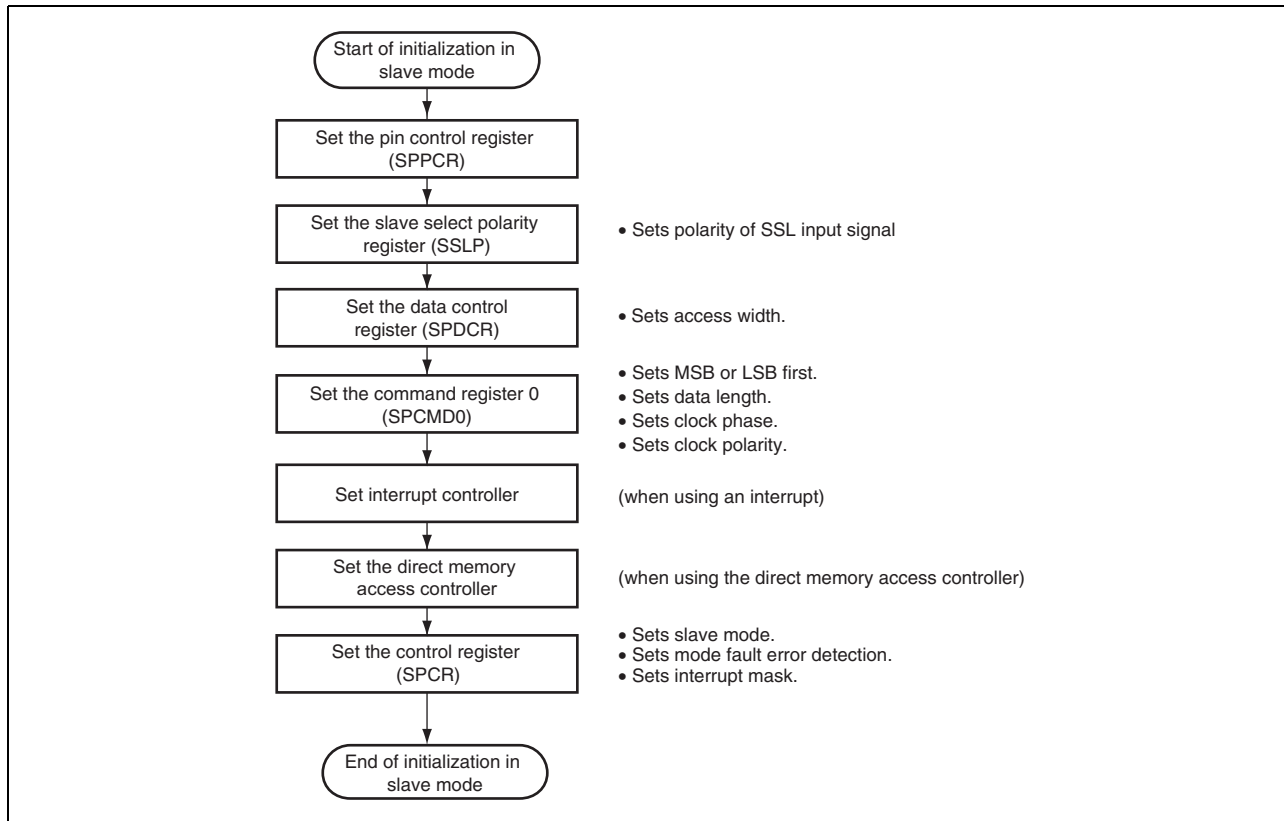 Start of initialization in
slave mode
Set the pin control register
(SPPCR)
Set the slave select polarity
register (SSLP)
• Sets polarity of SSL input signal
Set the data control
register (SPDCR)
• Sets access width.
Set the command register 0
(SPCMD0)
• Sets MSB or LSB first.
• Sets data length.
• Sets clock phase.
• Sets clock polarity.
Set interrupt controller
(when using an interrupt)
Set the direct memory
access controller
(when using the direct memory access controller)
Set the control register
(SPCR)
• Sets slave mode.
• Sets mode fault error detection.
• Sets interrupt mask.
End of initialization in
slave mode